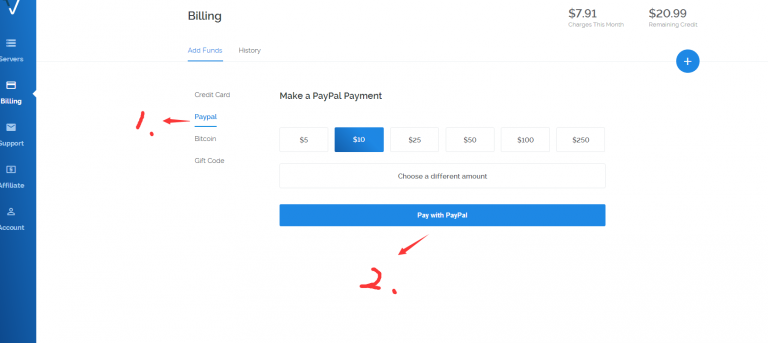 Billing
$7.91
Charges This Month
$20.99
Remaining Credit
Add Funds
History
Servers
Billing
Support
Affiliate
Account
Credit Card
Paypal
Bitcoin
Gift Code
1.
Make a PayPal Payment
$5
$10
$25
$50
$100
$250
Choose a different amount
Pay with PayPal
2.